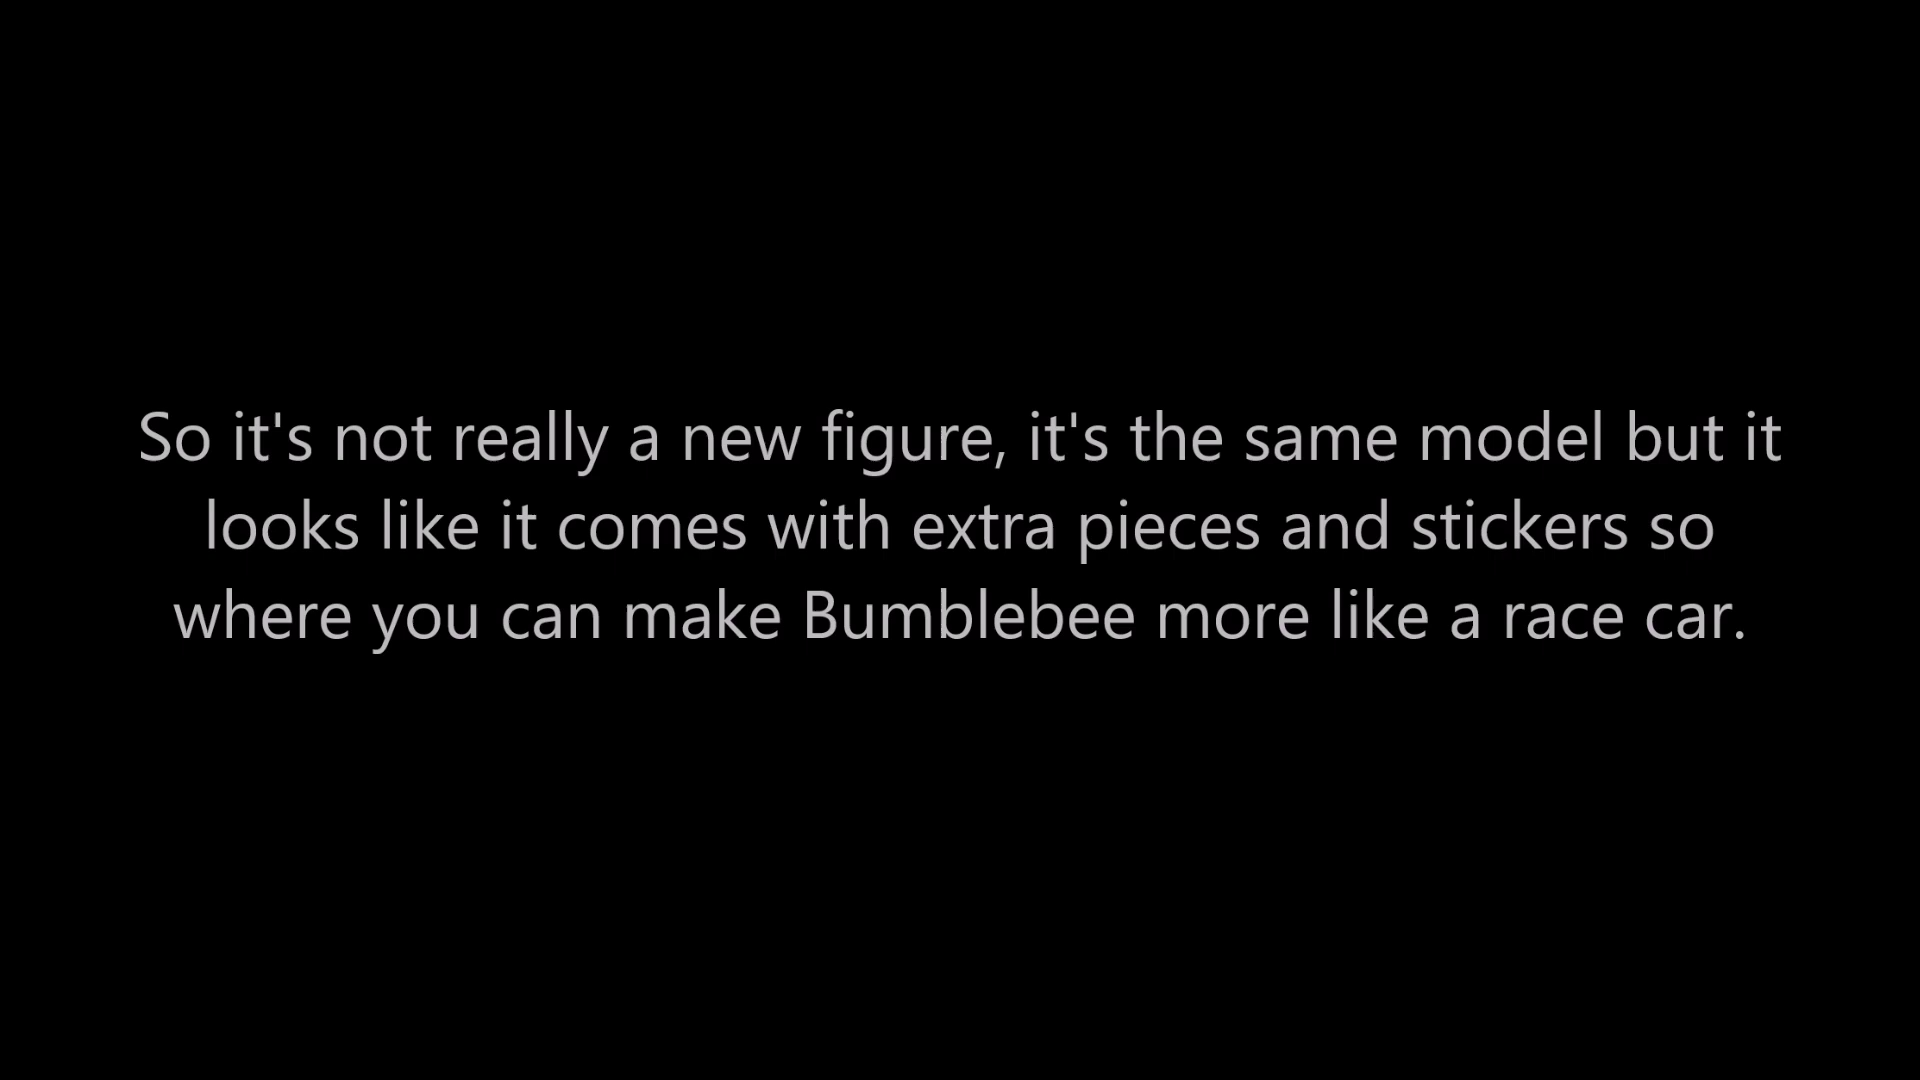 So it's not really a new figure, it's the same model but it
looks like it comes with extra pieces and stickers so
where you can make Bumblebee more like a race car.